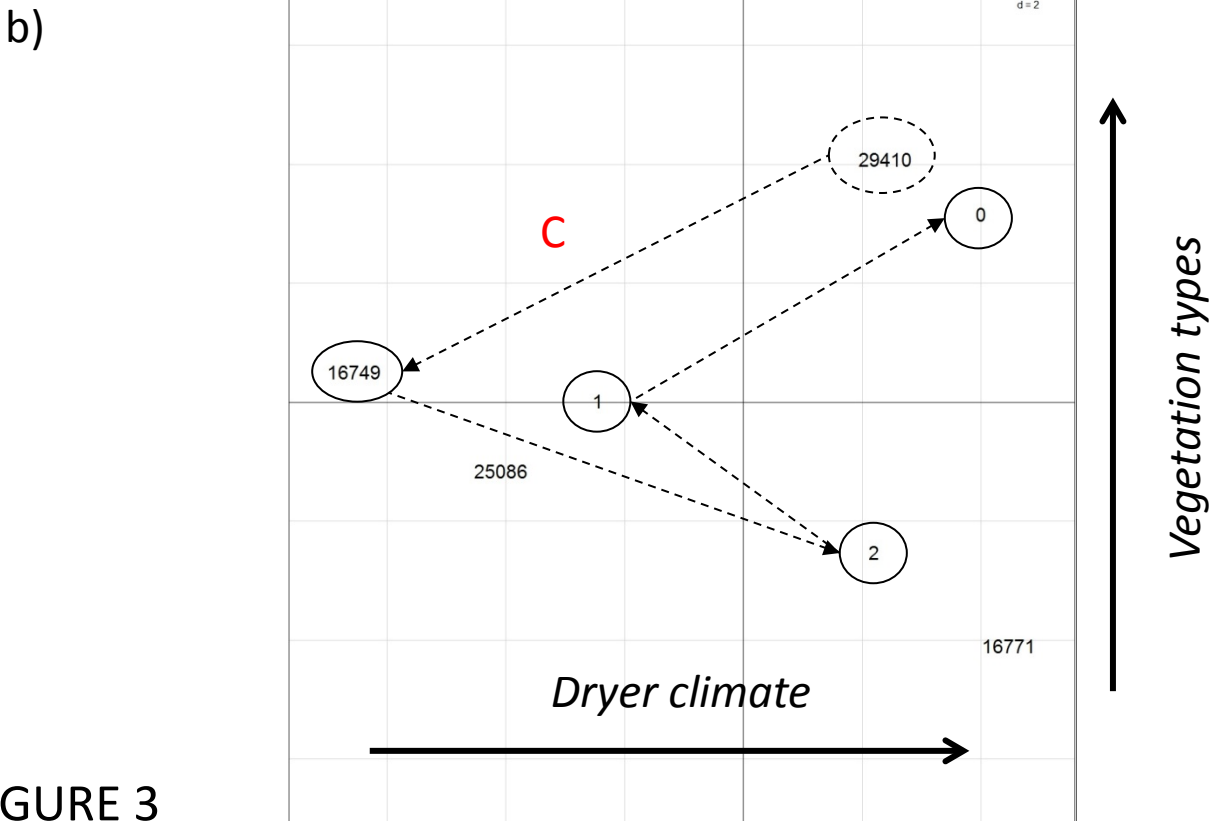 b)
d = 2
29410
0
C
16749
1
25086
2
16771
Vegetation types
Dryer climate
GURE 3